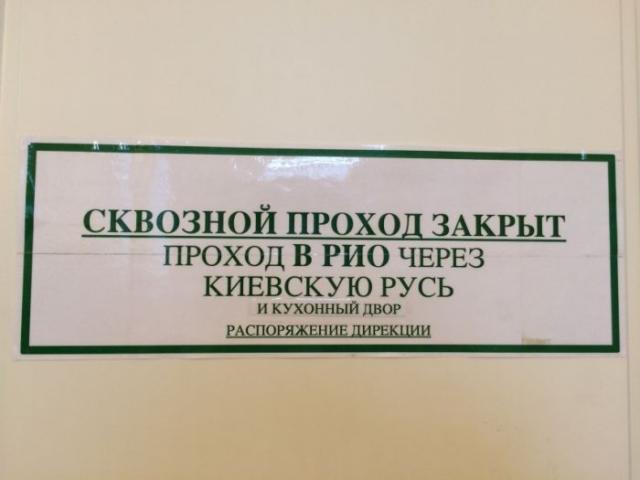 СКВОЗНОЙ ПРОХОД ЗАКРЫТ
ПРОХОД В РИО ЧЕРЕЗ
КИЕВСКУЮ РУСЬ
И КУХОННЫЙ ДВОР
РАСПОРЯЖЕНИЕ ДИРЕКЦИИ